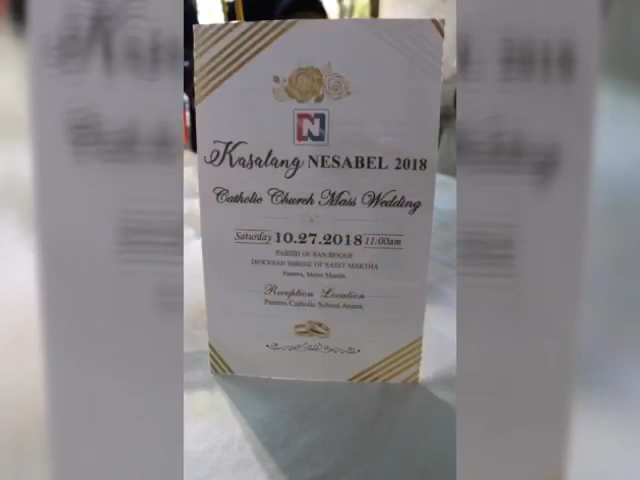 N
Kasalang NESABEL 2018
Catholic Church Mass Wedding
Saturday 10.27.2018 11:00am
PARISH OF SAN ROQUE
DIOCESAN SHRINE OF SAINT MARTHA
Pateros, Metro Manila
Reception Location
Pateros Catholic School Annex